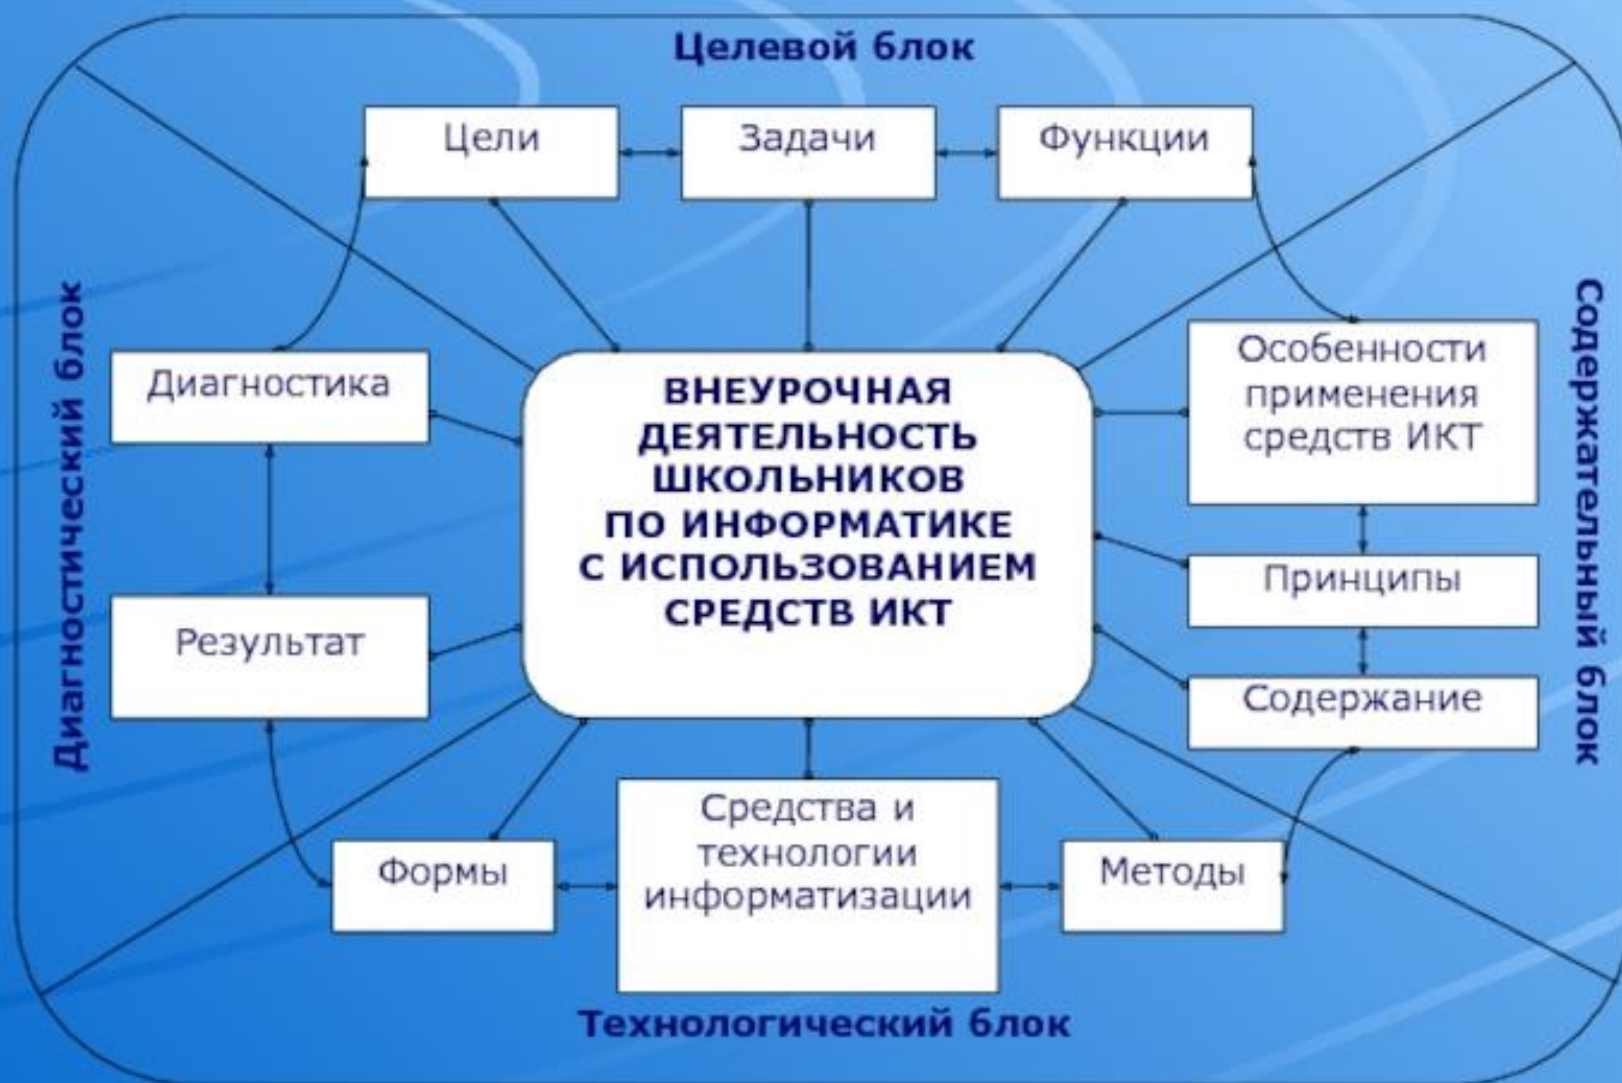 Целевой блок
Цели
Задачи
Функции
Диагностический блок
Диагностика
Результат
ВНЕУРОЧНАЯ
ДЕЯТЕЛЬНОСТЬ
ШКОЛЬНИКОВ
ПО ИНФОРМАТИКЕ
С ИСПОЛЬЗОВАНИЕМ
СРЕДСТВ ИКТ
Особенности
применения
средств ИКТ
Принципы
Содержание
Содержательный блок
Формы
Средства и
технологии
информатизации
Методы
Технологический блок